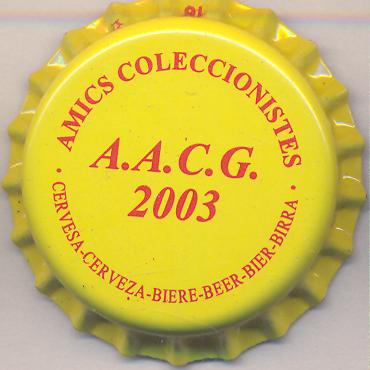 AMICS COLECCIONISTES
A.A.C.G.
2003
· CERVESA-CERVEZA-BIERE-BEER-BIER-BIRRA ·